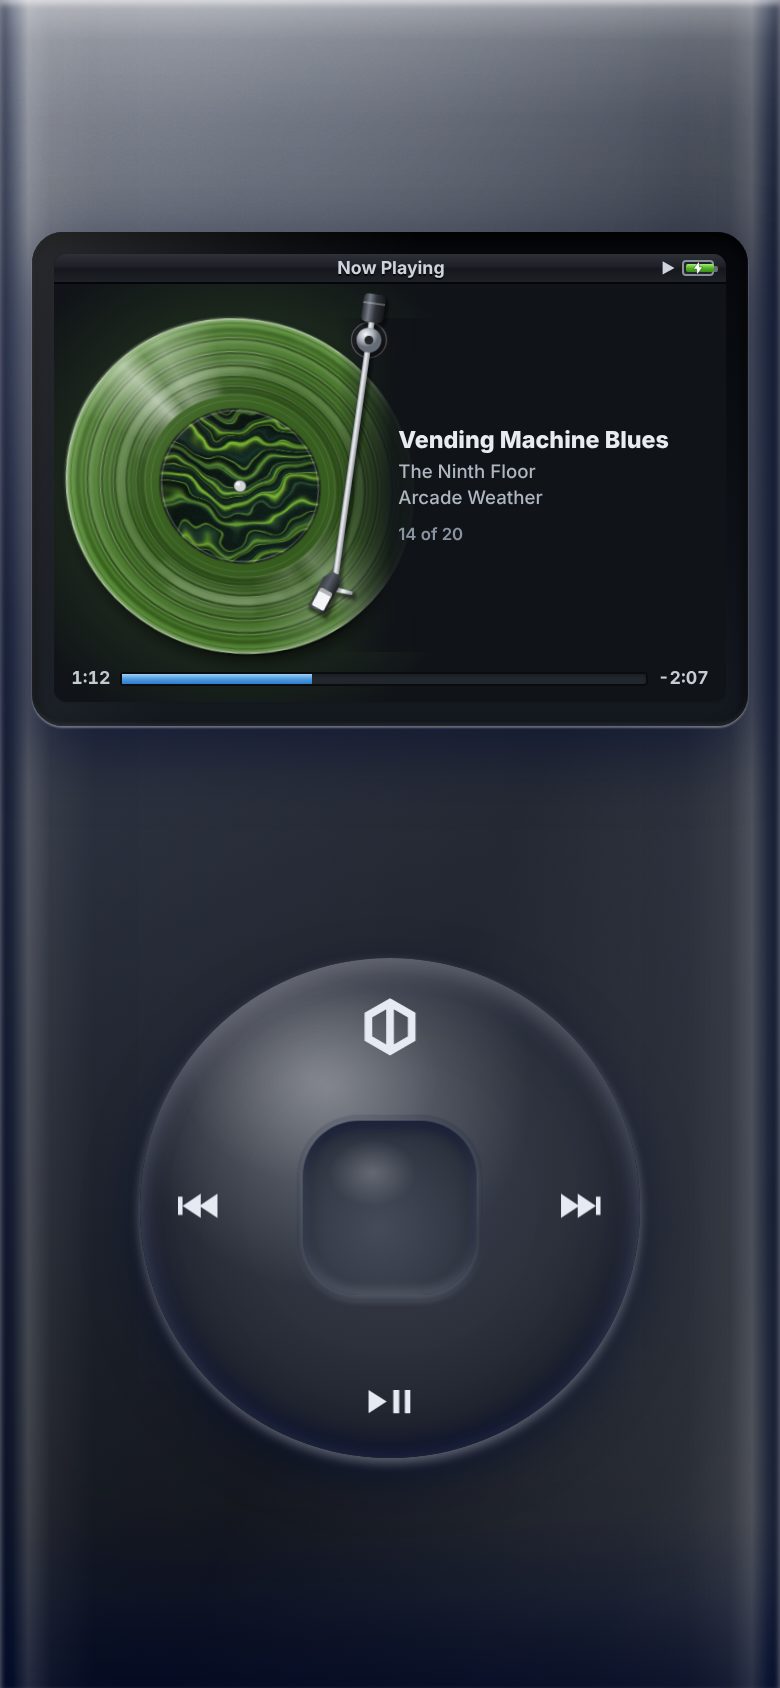 Now Playing
Vending Machine Blues
The Ninth Floor
Arcade Weather
14 of 20
1:12
-2:07